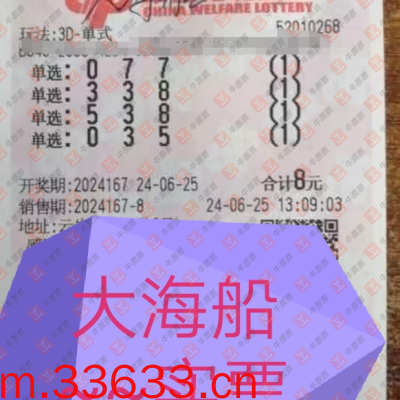 CHINA WELFARE LOTTERY
玩法:3D-单式
52010268
单选: 0 7 7 (1)
单选: 3 3 8 (1)
单选: 5 3 8 (1)
单选: 0 3 5 (1)
开奖期:2024167 24-06-25 合计8元
销售期:2024167-8 24-06-25 13:09:03
地址:云
大海船
m.33633.cn